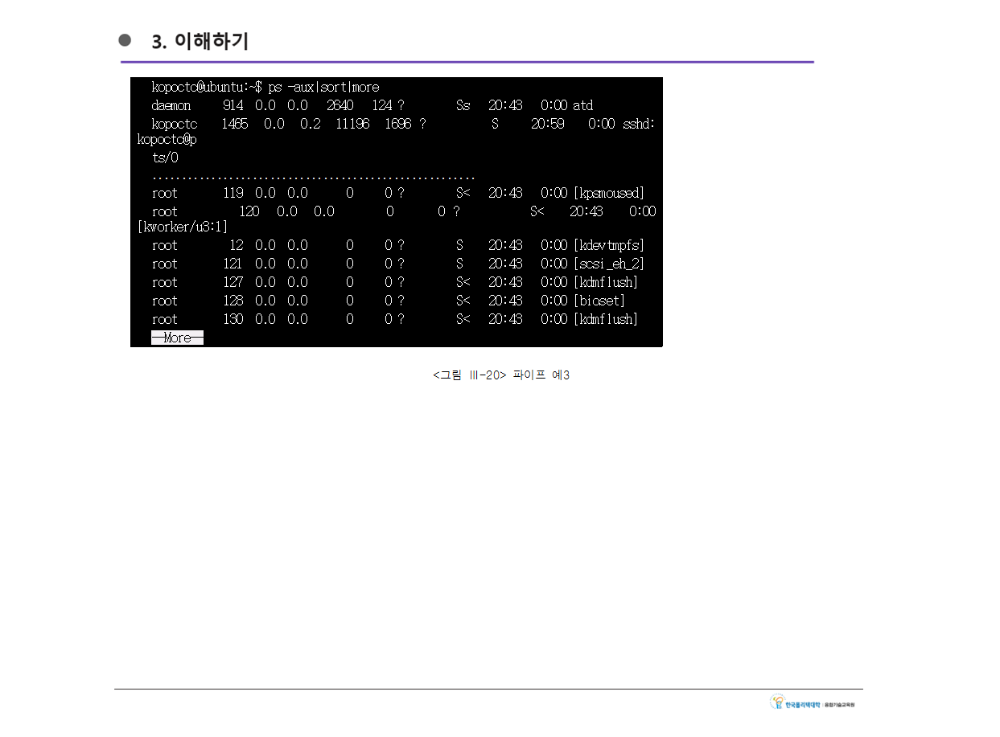 3. 이해하기
kopoctc@ubuntu:~$ ps -aux|sort|more
daemon 914 0.0 0.0 2640 124 ? Ss 20:43 0:00 atd
kopoctc 1465 0.0 0.2 11196 1696 ? S 20:59 0:00 sshd:
kopoctc@p
ts/0
......................................................
root 119 0.0 0.0 0 0 ? S< 20:43 0:00 [kpsmoused]
root 120 0.0 0.0 0 0 ? S< 20:43 0:00
[kworker/u3:1]
root 12 0.0 0.0 0 0 ? S 20:43 0:00 [kdevtmpfs]
root 121 0.0 0.0 0 0 ? S 20:43 0:00 [scsi_eh_2]
root 127 0.0 0.0 0 0 ? S< 20:43 0:00 [kdmflush]
root 128 0.0 0.0 0 0 ? S< 20:43 0:00 [bioset]
root 130 0.0 0.0 0 0 ? S< 20:43 0:00 [kdmflush]
--More--
<그림 Ⅲ-20> 파이프 예3
한국폴리텍대학 | 융합기술교육원